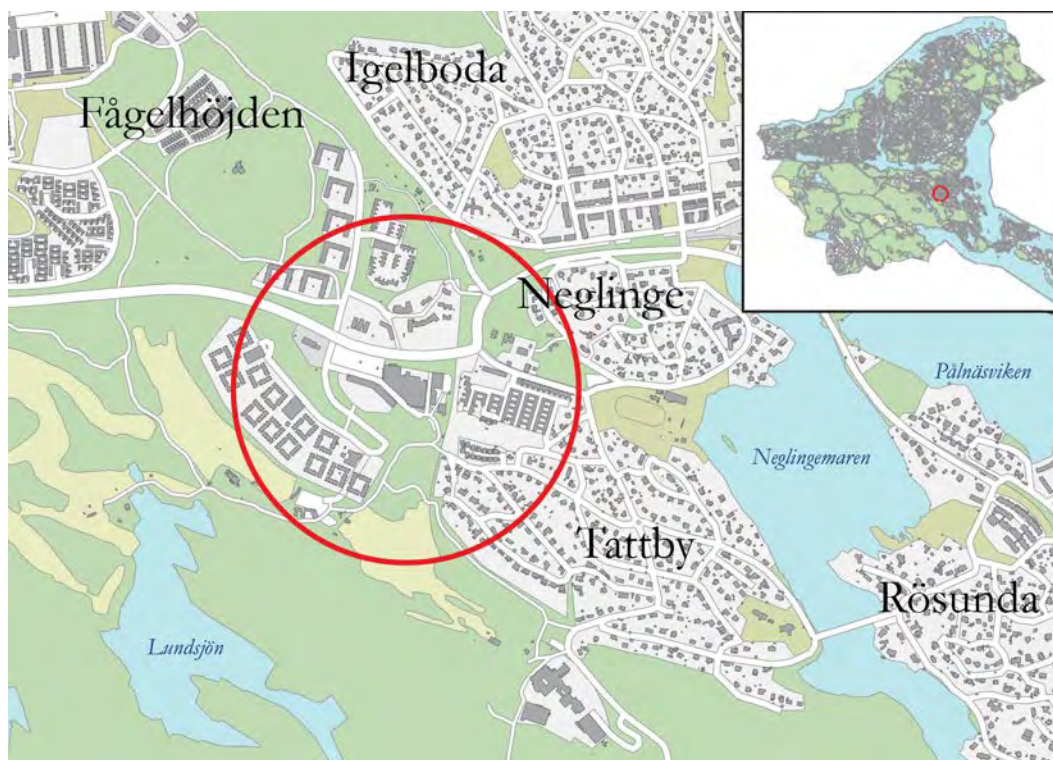 Igelboda
Fågelhöjden
Neglinge
Pålnäsviken
Neglingemaren
Tattby
Rösunda
Lundsjön